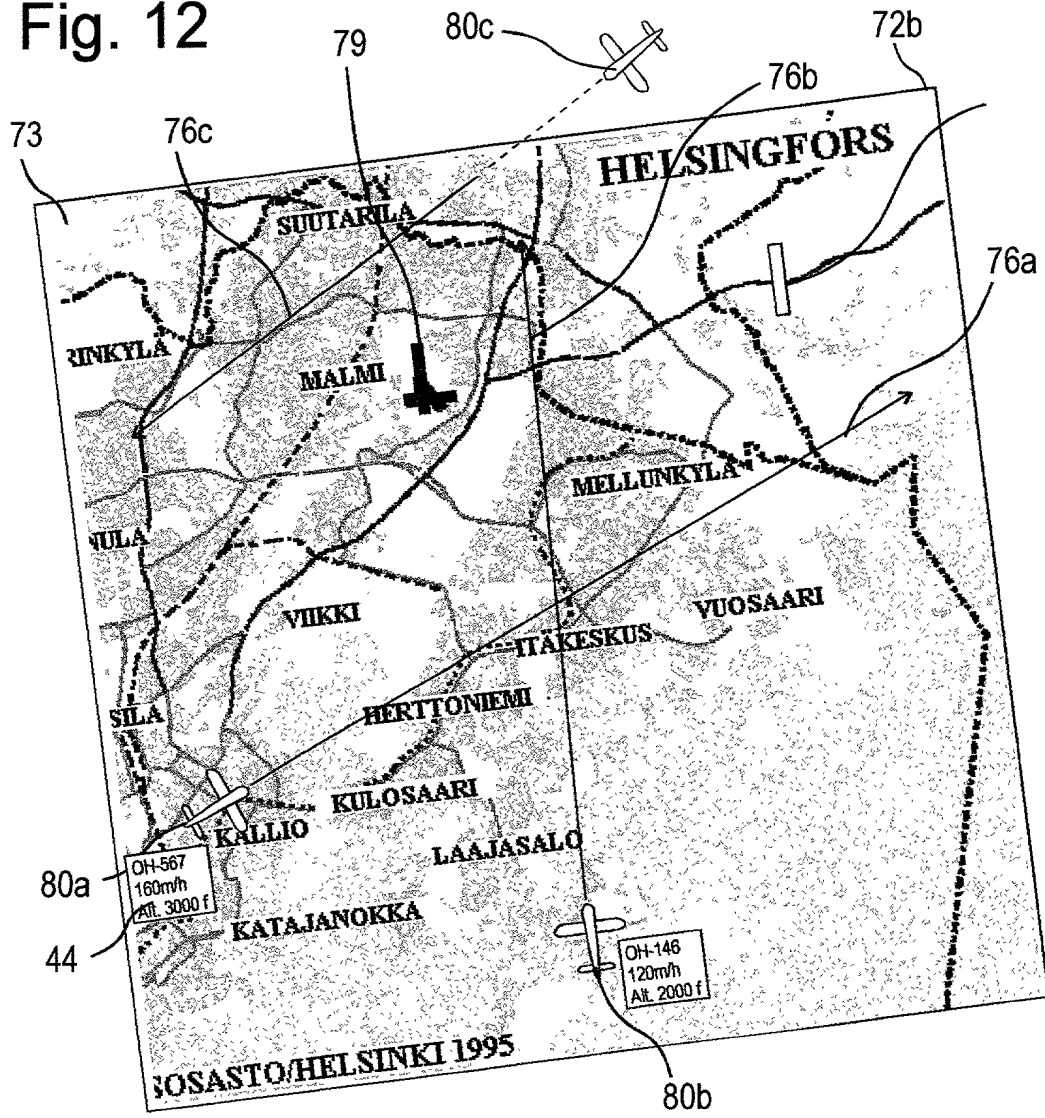 Fig. 12
79
80c
72b
76b
73
76c
HELSINGFORS
SUUTARILA
76a
RINKYLA
MALMI
MELLUNKYLA
NULA
VIIKKI
VUOSAARI
ITÄKESKUS
SILA
HERTTONIEMI
KULOSAARI
KALLIO
LAAJASALO
80a
OH-567
160m/h
Alt. 3000 f
44
KATAJANOKKA
OH-146
120m/h
Alt. 2000 f
SOSASTO/HELSINKI 1995
80b